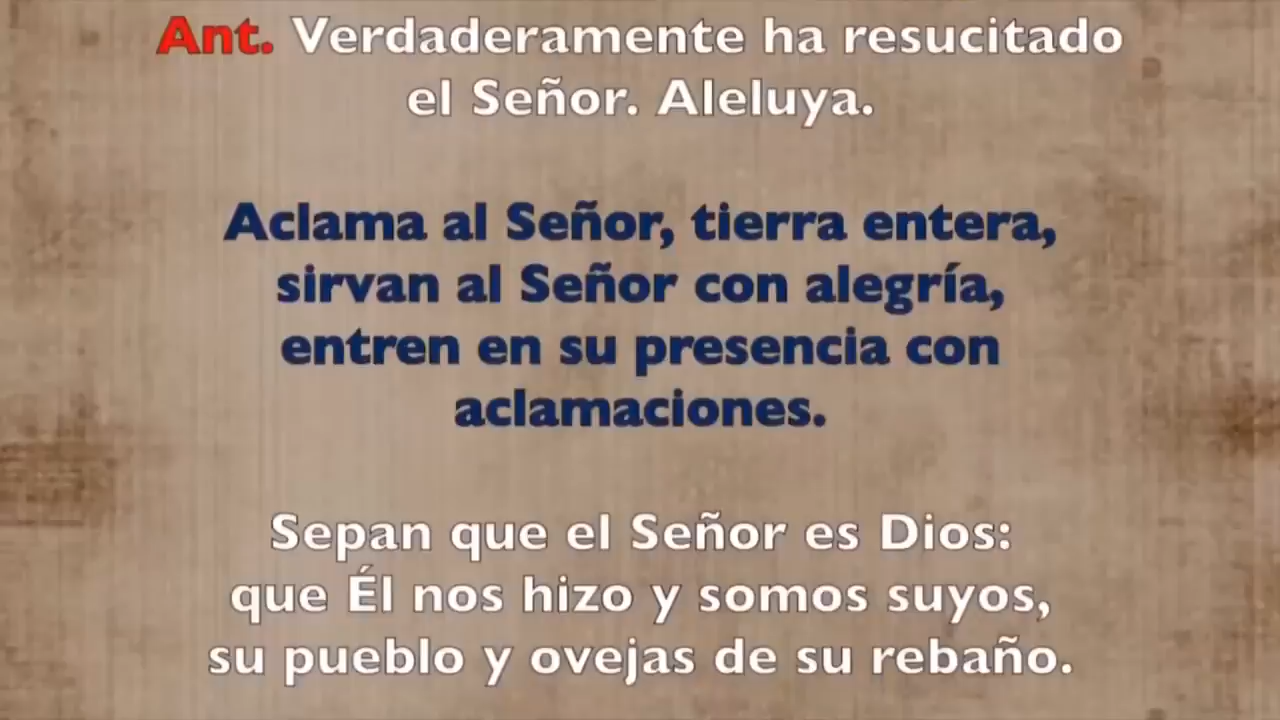 Ant. Verdaderamente ha resucitado
el Señor. Aleluya.
Aclama al Señor, tierra entera,
sirvan al Señor con alegría,
entren en su presencia con
aclamaciones.
Sepan que el Señor es Dios:
que Él nos hizo y somos suyos,
su pueblo y ovejas de su rebaño.